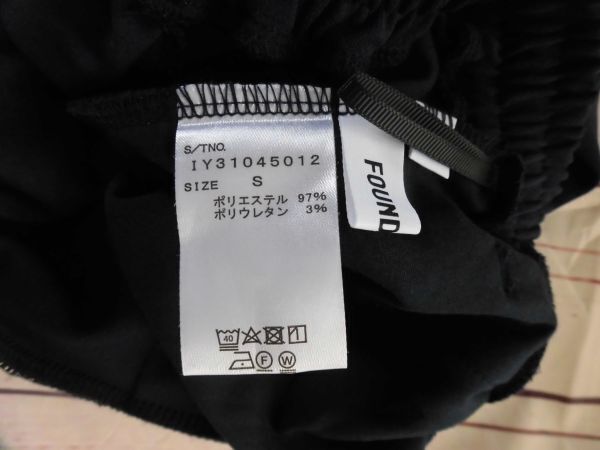 S/TNO.
IY31045012
SIZE S
ポリエステル 97%
ポリウレタン 3%
40
F W
FOUND